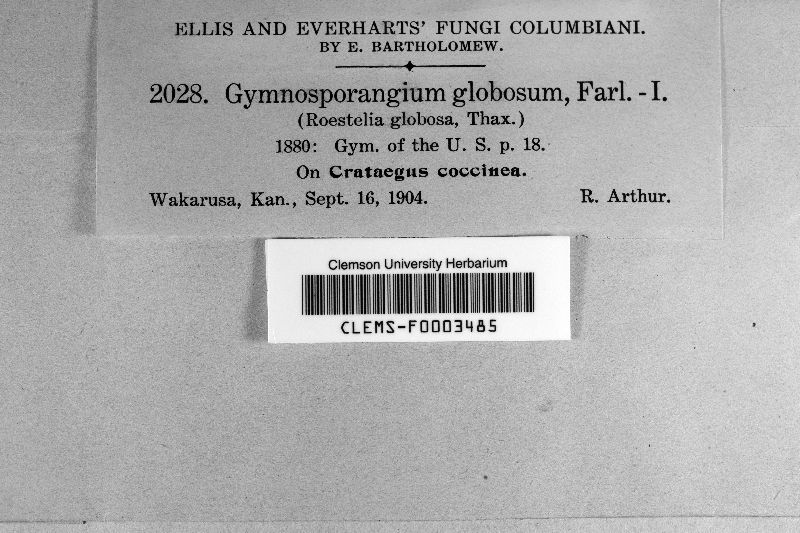 ELLIS AND EVERHARTS' FUNGI COLUMBIANI.
BY E. BARTHOLOMEW.
2028. Gymnosporangium globosum, Farl. - I.
(Roestelia globosa, Thax.)
1880: Gym. of the U. S. p. 18.
On Crataegus coccinea.
Wakarusa, Kan., Sept. 16, 1904. R. Arthur.
Clemson University Herbarium
CLEMS-F0003485